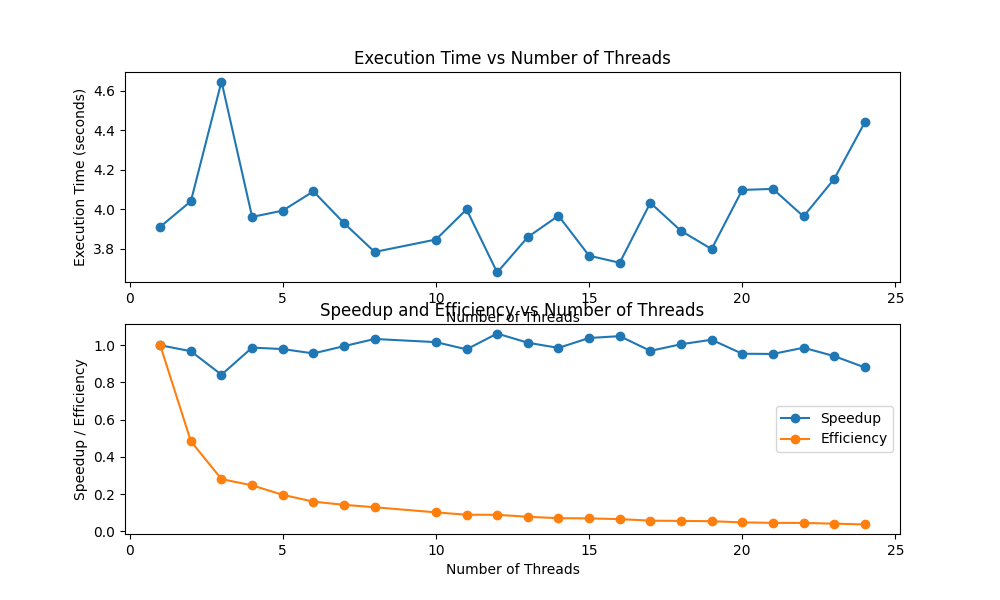 Execution Time vs Number of Threads
Execution Time (seconds)
4.6
4.4
4.2
4.0
3.8
0 5 10 15 20 25
Number of Threads
Speedup and Efficiency vs Number of Threads
Speedup / Efficiency
1.0
0.8
0.6
0.4
0.2
0.0
Speedup
Efficiency
0 5 10 15 20 25
Number of Threads